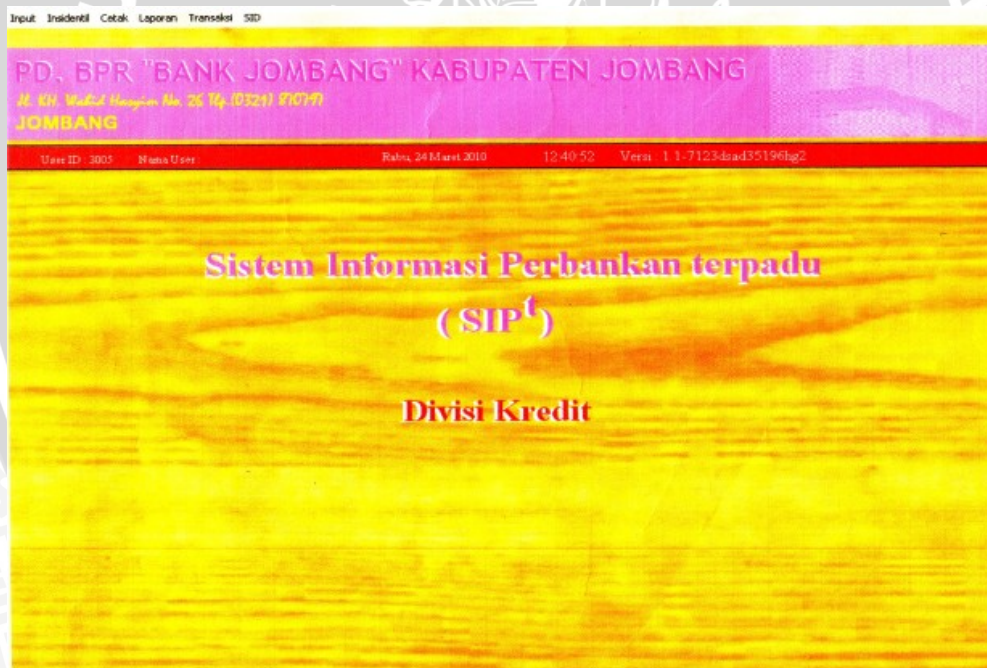 Input Insidentil Cetak Laporan Transaksi SID
PD. BPR "BANK JOMBANG" KABUPATEN JOMBANG
Jl. KH. Wahid Hasyim No. 26 Tlp.(0321) 870797
JOMBANG
User ID : 3005 Nama User : Rabu, 24 Maret 2010 12:40:52 Versi : 1.1-7123dsad35196hg2
Sistem Informasi Perbankan terpadu
( SIPt )
Divisi Kredit